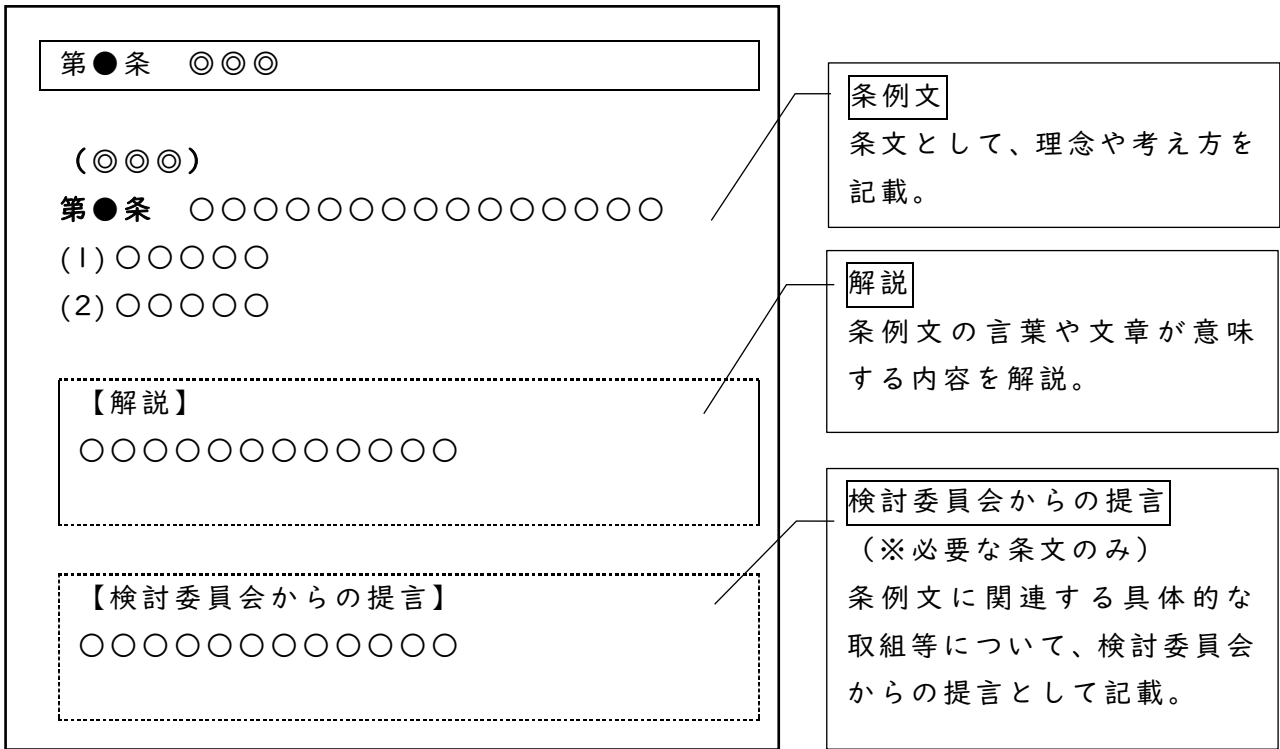 第●条　◎◎◎
（◎◎◎）
第●条　○○○○○○○○○○○○○○○
(1)○○○○○
(2)○○○○○
【解説】
○○○○○○○○○○○○
【検討委員会からの提言】
○○○○○○○○○○○○
条例文
条文として、理念や考え方を
記載。
解説
条例文の言葉や文章が意味
する内容を解説。
検討委員会からの提言
（※必要な条文のみ）
条例文に関連する具体的な
取組等について、検討委員会
からの提言として記載。